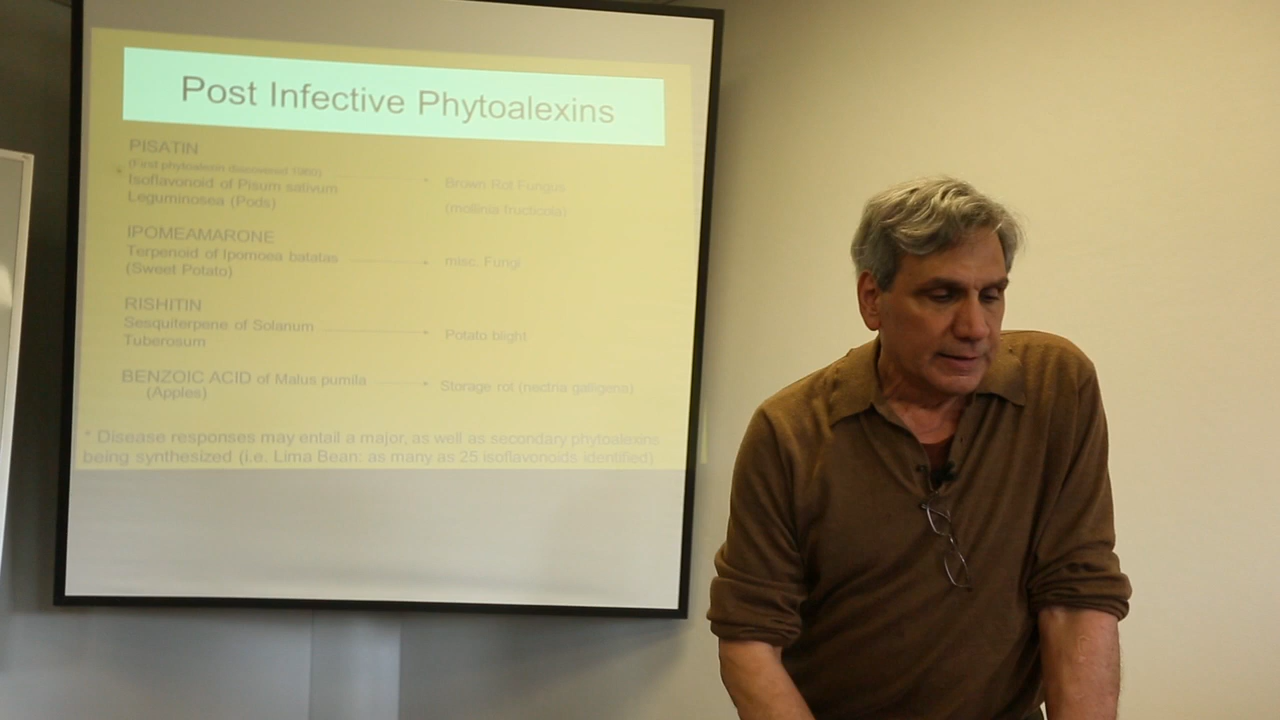 Post Infective Phytoalexins
PISATIN
(First phytoalexin discovered 1960)
* Isoflavonoid of Pisum sativum
Leguminosea (Pods)
Brown Rot Fungus
(mollinia fructicola)
IPOMEAMARONE
Terpenoid of Ipomoea batatas
(Sweet Potato)
misc. Fungi
RISHITIN
Sesquiterpene of Solanum
Tuberosum
Potato blight
BENZOIC ACID of Malus pumila
(Apples)
Storage rot (nectria galligena)
* Disease responses may entail a major, as well as secondary phytoalexins
being synthesized (i.e. Lima Bean: as many as 25 isoflavonoids identified)